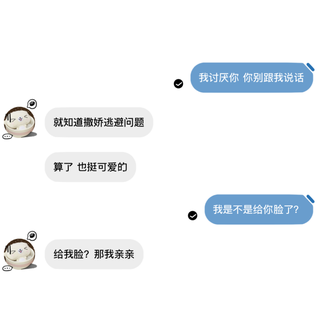 我讨厌你 你别跟我说话
就知道撒娇逃避问题
算了 也挺可爱的
我是不是给你脸了?
给我脸? 那我亲亲